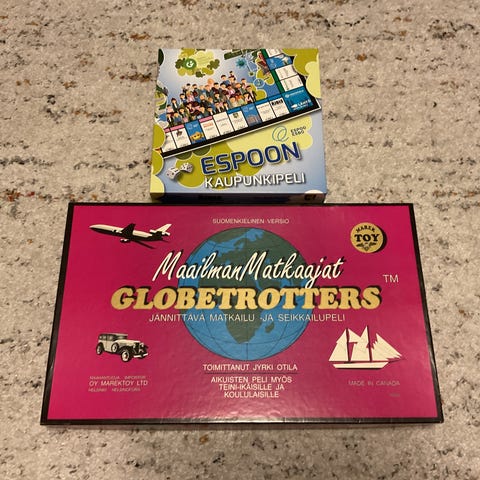 ESPOO
ESBO
ESPOON
KAUPUNKIPELI
SUOMENKIELINEN VERSIO
MAREK
TOY
MaailmanMatkaajat
TM
GLOBETROTTERS
JÄNNITTÄVÄ MATKAILU -JA SEIKKAILUPELI
TOIMITTANUT JYRKI OTILA
MAAHANTUOJA IMPORTÖR
OY MAREKTOY LTD
HELSINKI HELSINGFORS
AIKUISTEN PELI MYÖS
TEINI-IKÄISILLE JA
KOULULAISILLE
MADE IN CANADA